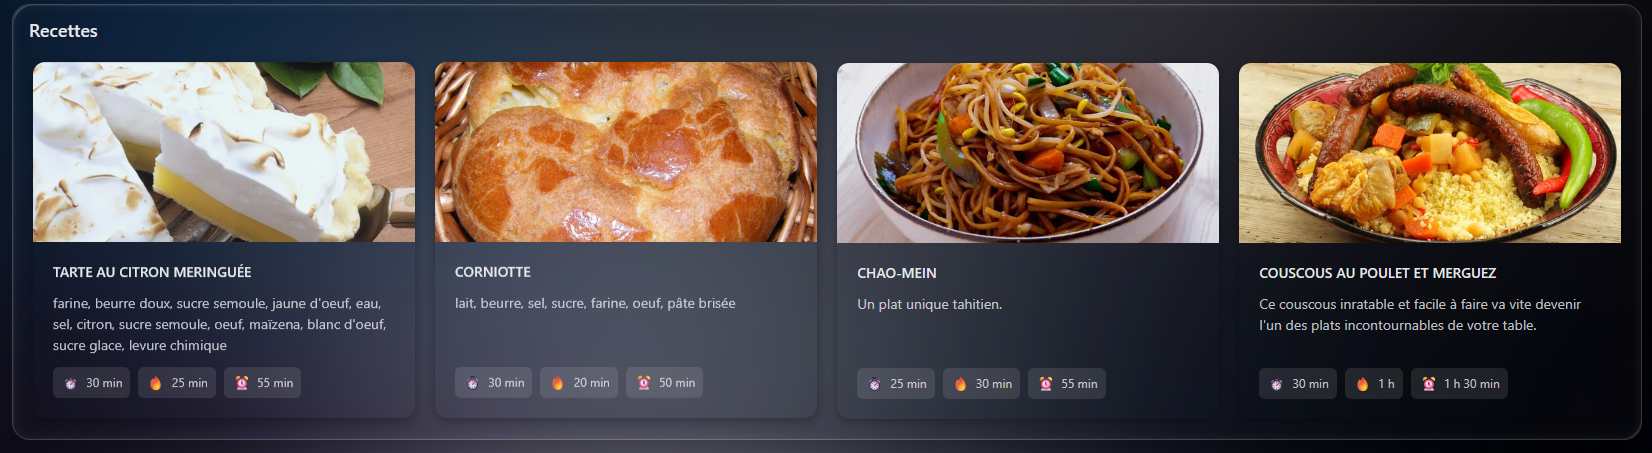 Recettes
TARTE AU CITRON MERINGUÉE
farine, beurre doux, sucre semoule, jaune d'oeuf, eau,
sel, citron, sucre semoule, oeuf, maïzena, blanc d'oeuf,
sucre glace, levure chimique
30 min 25 min 55 min
CORNIOTTE
lait, beurre, sel, sucre, farine, oeuf, pâte brisée
30 min 20 min 50 min
CHAO-MEIN
Un plat unique tahitien.
25 min 30 min 55 min
COUSCOUS AU POULET ET MERGUEZ
Ce couscous inratable et facile à faire va vite devenir
l'un des plats incontournables de votre table.
30 min 1 h 1 h 30 min